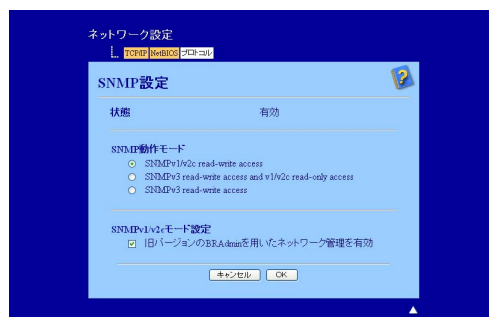 ネットワーク設定
TCP/IP NetBIOS プロトコル
SNMP設定
状態 有効
SNMP動作モード
SNMPv1/v2c read-write access
SNMPv3 read-write access and v1/v2c read-only access
SNMPv3 read-write access
SNMPv1/v2cモード設定
旧バージョンのBRAdminを用いたネットワーク管理を有効
キャンセル OK